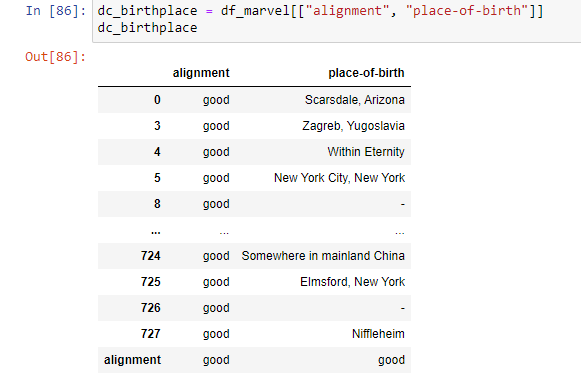 In [86]: dc_birthplace = df_marvel[["alignment", "place-of-birth"]]
dc_birthplace
Out[86]:
alignment place-of-birth
0 good Scarsdale, Arizona
3 good Zagreb, Yugoslavia
4 good Within Eternity
5 good New York City, New York
8 good -
... ... ...
724 good Somewhere in mainland China
725 good Elmsford, New York
726 good -
727 good Niffleheim
alignment good good